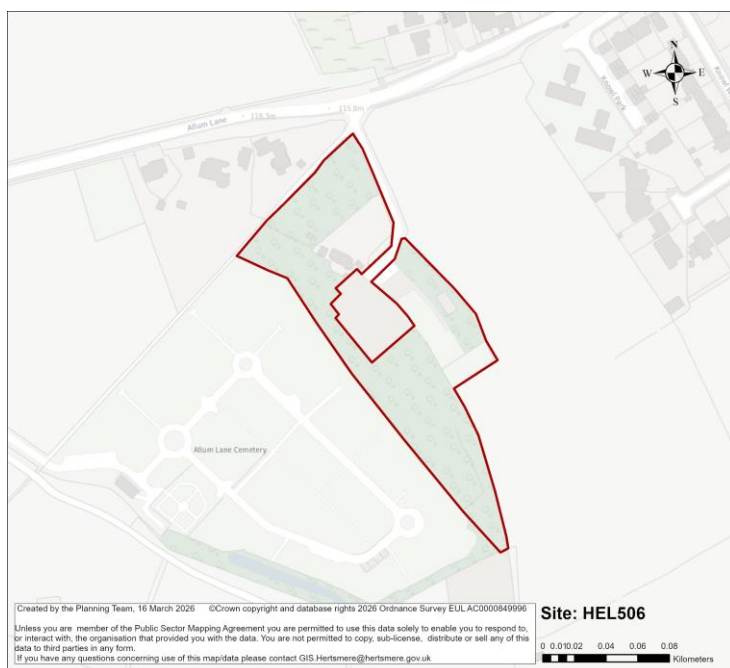 N
W E
S
Knowl Park
Allum Lane
118.3m
115.8m
Allum Lane Cemetery
Created by the Planning Team, 16 March 2026 ©Crown copyright and database rights 2026 Ordnance Survey EUL AC0000849996
Unless you are member of the Public Sector Mapping Agreement you are permitted to use this data solely to enable you to respond to,
or interact with, the organisation that provided you with the data. You are not permitted to copy, sub-license, distribute or sell any of this
data to third parties in any form.
If you have any questions concerning use of this map/data please contact GIS.Hertsmere@hertsmere.gov.uk
Site: HEL506
0 0.01 0.02 0.04 0.06 0.08
Kilometers